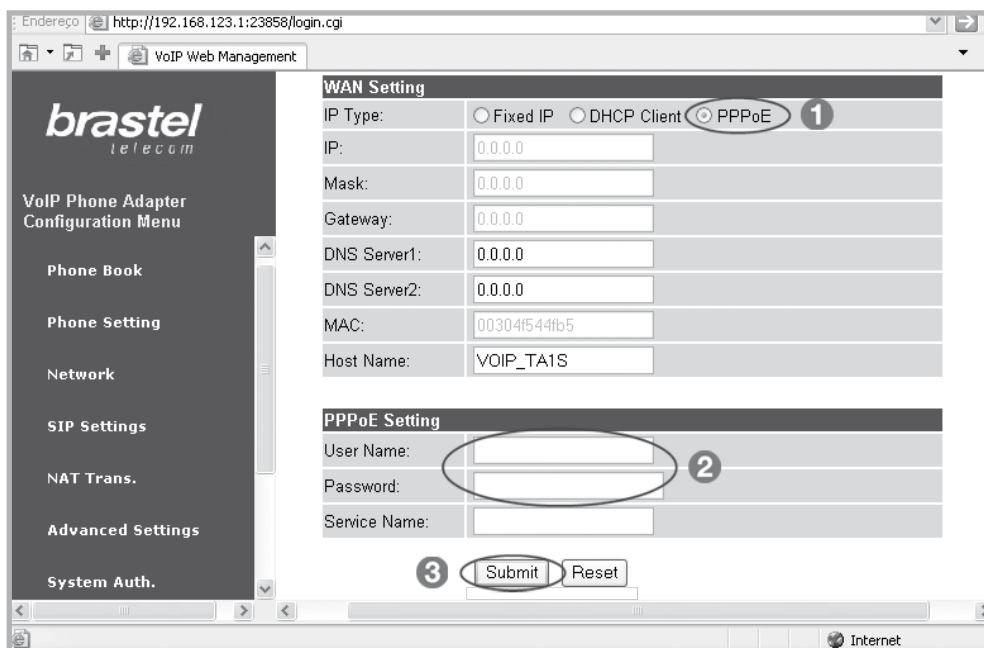 Endereço http://192.168.123.1:23858/login.cgi
VoIP Web Management
brastel
telecom
VoIP Phone Adapter
Configuration Menu
Phone Book
Phone Setting
Network
SIP Settings
NAT Trans.
Advanced Settings
System Auth.
WAN Setting
IP Type: Fixed IP DHCP Client PPPoE 1
IP: 0.0.0.0
Mask: 0.0.0.0
Gateway: 0.0.0.0
DNS Server1: 0.0.0.0
DNS Server2: 0.0.0.0
MAC: 00304f544fb5
Host Name: VOIP_TA1S
PPPoE Setting
User Name:
2
Password:
Service Name:
3 Submit Reset
Internet